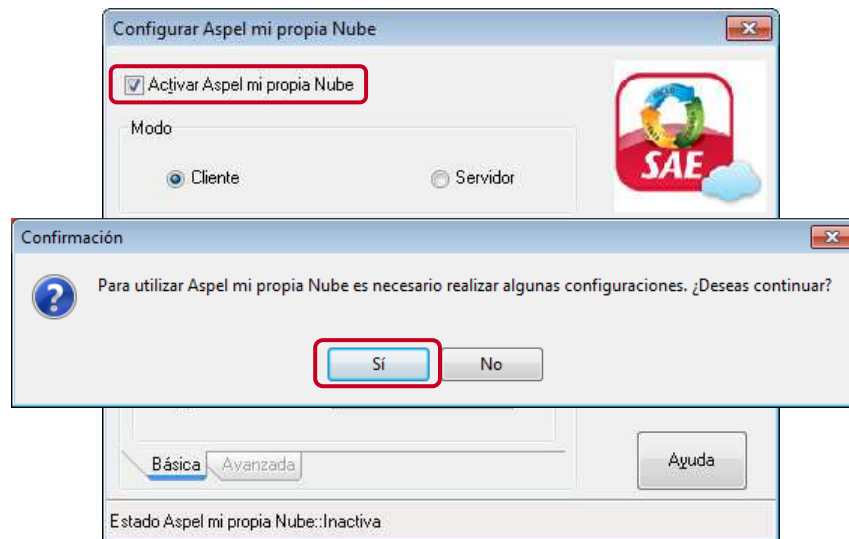 Configurar Aspel mi propia Nube
Activar Aspel mi propia Nube
Modo
Cliente
Servidor
SAE
Confirmación
Para utilizar Aspel mi propia Nube es necesario realizar algunas configuraciones. ¿Deseas continuar?
Sí
No
Básica
Avanzada
Ayuda
Estado Aspel mi propia Nube::Inactiva